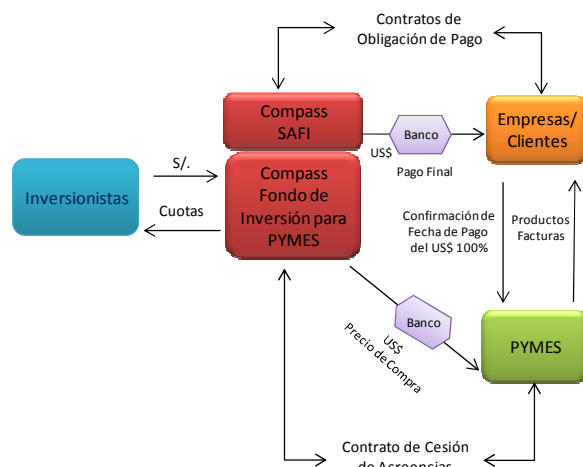 Contratos de
Obligación de Pago
Compass
SAFI
Banco
US$
Pago Final
Empresas/
Clientes
Inversionistas
S/.
Cuotas
Compass
Fondo de
Inversión para
PYMES
Confirmación de
Fecha de Pago
del US$ 100%
Productos
Facturas
Banco
US$
Precio de Compra
PYMES
Contrato de Cesión
de Acreencias